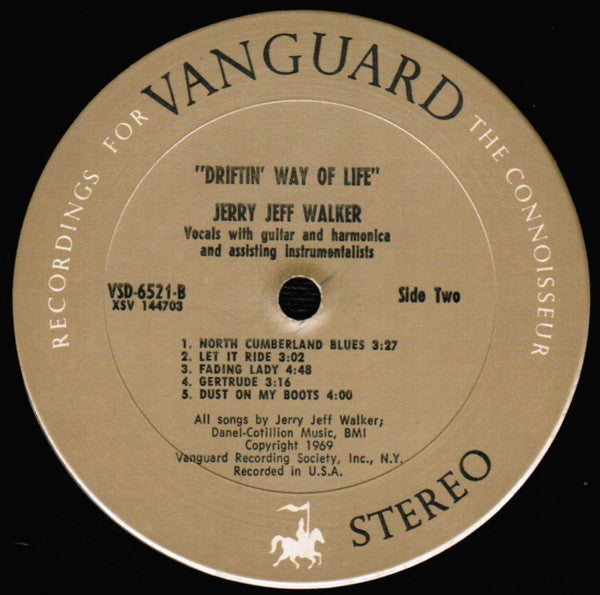 Recordings FOR VANGUARD THE CONNOISSEUR
"DRIFTIN' WAY OF LIFE"
JERRY JEFF WALKER
Vocals with guitar and harmonica
and assisting instrumentalists
VSD-6521-B
XSV 144703
Side Two
1. NORTH CUMBERLAND BLUES 3:27
2. LET IT RIDE 3:02
3. FADING LADY 4:48
4. GERTRUDE 3:16
5. DUST ON MY BOOTS 4:00
All songs by Jerry Jeff Walker;
Danel-Cotillion Music, BMI
Copyright 1969
Vanguard Recording Society, Inc., N.Y.
Recorded in U.S.A.
STEREO